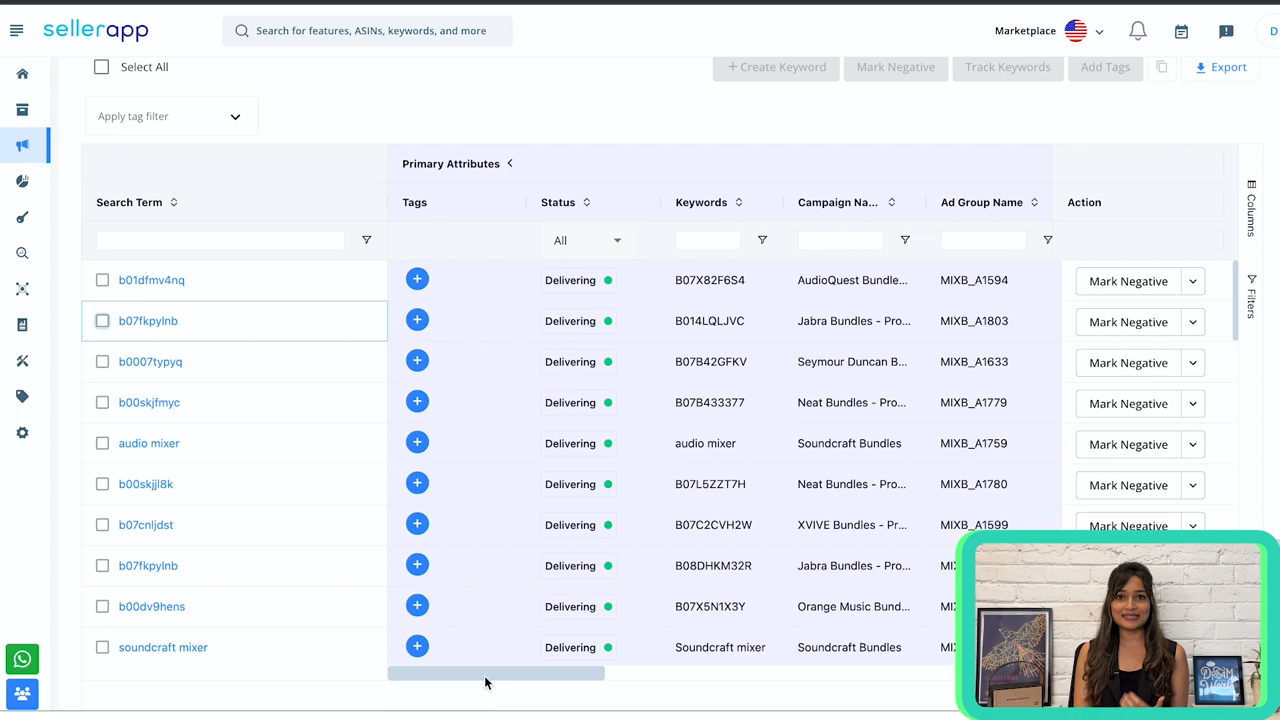 sellerapp Search for features, ASINs, keywords, and more Marketplace D
Select All + Create Keyword Mark Negative Track Keywords Add Tags Export
Apply tag filter
Primary Attributes
Search Term Tags Status Keywords Campaign Na... Ad Group Name Action
Columns
All
Filters
b01dfmv4nq Delivering B07X82F6S4 AudioQuest Bundle... MIXB_A1594 Mark Negative
b07fkpylnb Delivering B014LQLJVC Jabra Bundles - Pro... MIXB_A1803 Mark Negative
b0007typyq Delivering B07B42GFKV Seymour Duncan B... MIXB_A1633 Mark Negative
b00skjfmyc Delivering B07B433377 Neat Bundles - Pro... MIXB_A1779 Mark Negative
audio mixer Delivering audio mixer Soundcraft Bundles MIXB_A1759 Mark Negative
b00skjjl8k Delivering B07L5ZZT7H Neat Bundles - Pro... MIXB_A1780 Mark Negative
b07cnljdst Delivering B07C2CVH2W XVIVE Bundles - Pr... MIXB_A1599 Mark Negative
b07fkpylnb Delivering B08DHKM32R Jabra Bundles - Pro... MIX
b00dv9hens Delivering B07X5N1X3Y Orange Music Bund... MIX
soundcraft mixer Delivering Soundcraft mixer Soundcraft Bundles MIX